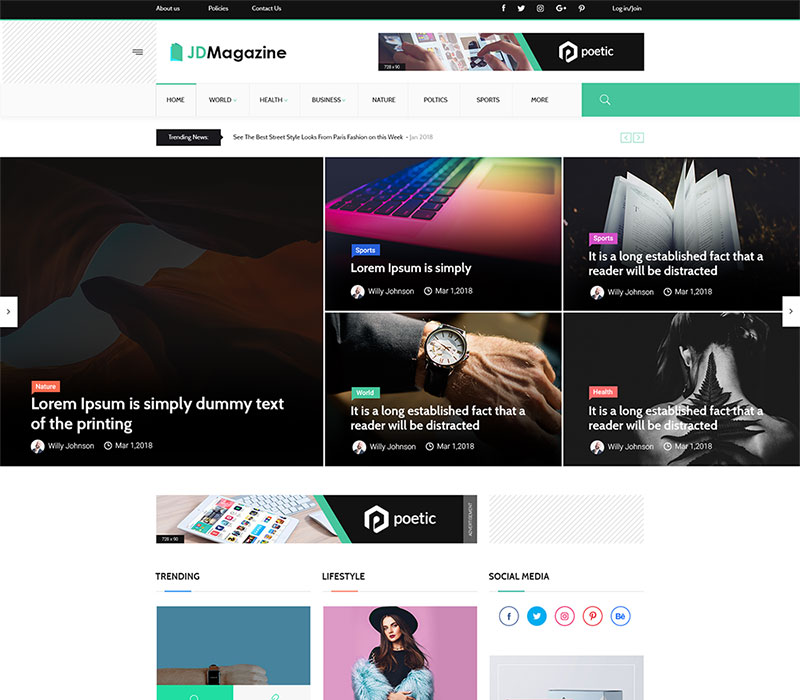 About us
Policies
Contact Us
Log in/Join
JDMagazine
728 x 90
poetic
HOME
WORLD
HEALTH
BUSINESS
NATURE
POLTICS
SPORTS
MORE
Trending News:
See The Best Street Style Looks From Paris Fashion on this Week - Jan 2018
Nature
Lorem Ipsum is simply dummy text
of the printing
Willy Johnson
Mar 1,2018
Sports
Lorem Ipsum is simply
Willy Johnson
Mar 1,2018
Sports
It is a long established fact that a
reader will be distracted
Willy Johnson
Mar 1,2018
World
It is a long established fact that a
reader will be distracted
Willy Johnson
Mar 1,2018
Health
It is a long established fact that a
reader will be distracted
Willy Johnson
Mar 1,2018
728 x 90
poetic
ADVERTISEMENT
TRENDING
LIFESTYLE
SOCIAL MEDIA